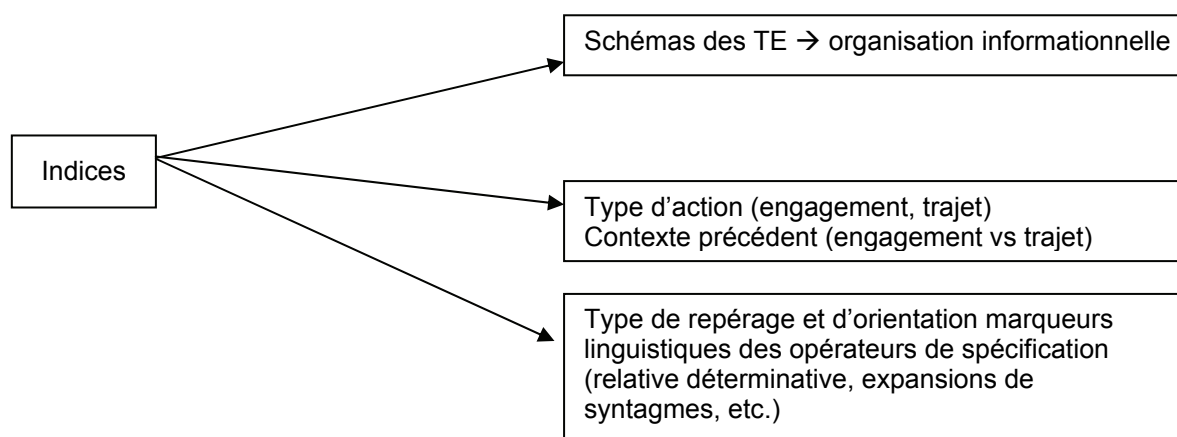 Schémas des TE → organisation informationnelle
Indices
Type d’action (engagement, trajet)
Contexte précédent (engagement vs trajet)
Type de repérage et d’orientation marqueurs
linguistiques des opérateurs de spécification
(relative déterminative, expansions de
syntagmes, etc.)